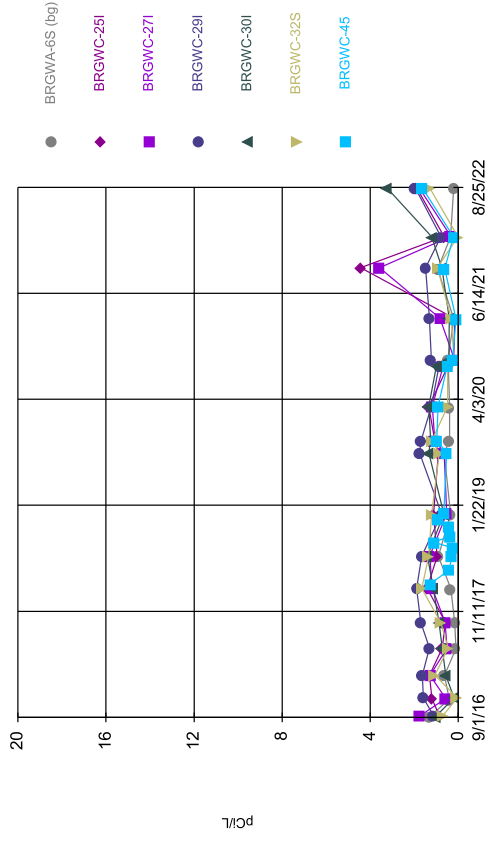 BRGWA-6S (bg)
BRGWC-25I
BRGWC-27I
BRGWC-29I
BRGWC-30I
BRGWC-32S
BRGWC-45
20
16
12
8
4
0
pCi/L
9/1/16
11/11/17
1/22/19
4/3/20
6/14/21
8/25/22